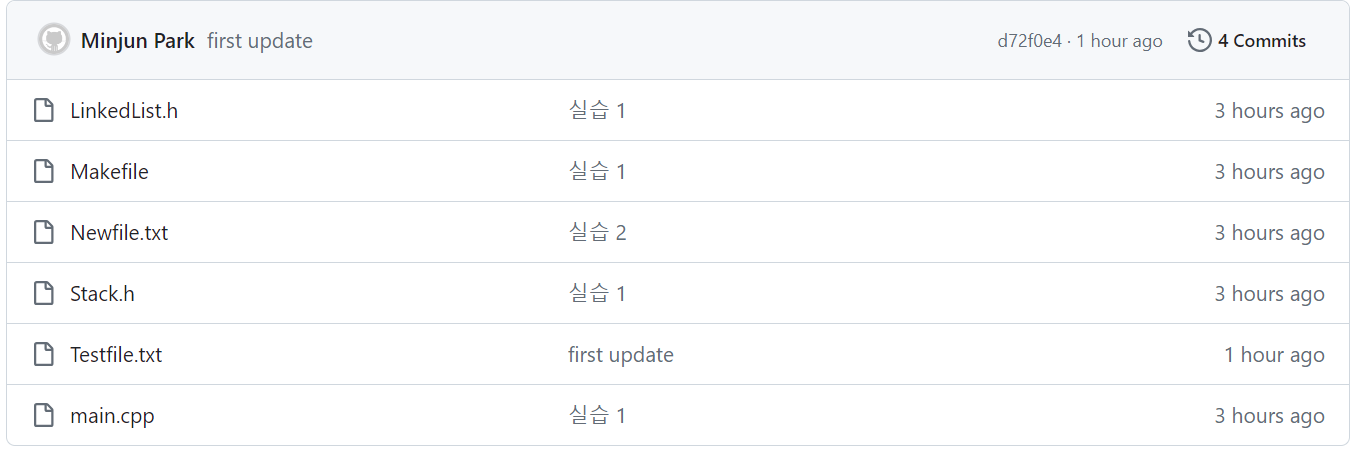 Minjun Park first update d72f0e4 · 1 hour ago 4 Commits
LinkedList.h 실습 1 3 hours ago
Makefile 실습 1 3 hours ago
Newfile.txt 실습 2 3 hours ago
Stack.h 실습 1 3 hours ago
Testfile.txt first update 1 hour ago
main.cpp 실습 1 3 hours ago